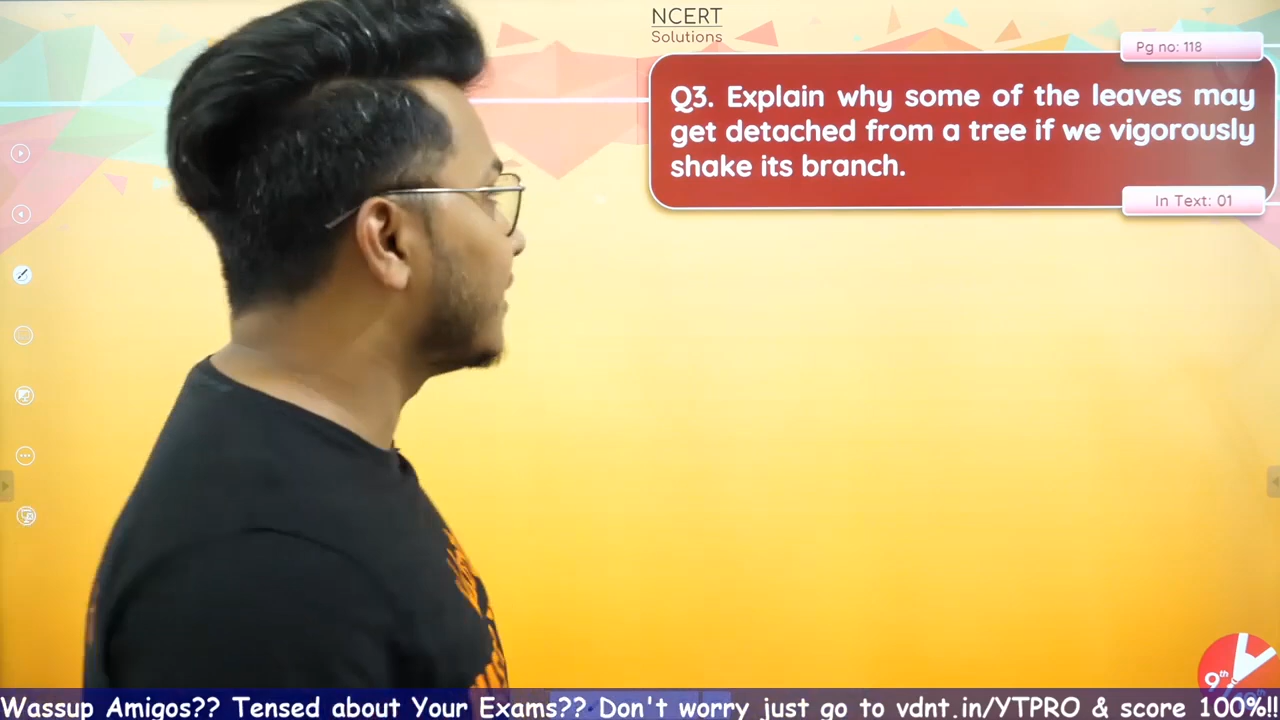 NCERT
Solutions
Pg no: 118
Q3. Explain why some of the leaves may
get detached from a tree if we vigorously
shake its branch.
In Text: 01
9th
Wassup Amigos?? Tensed about Your Exams?? Don't worry just go to vdnt.in/YTPRO & score 100%!!